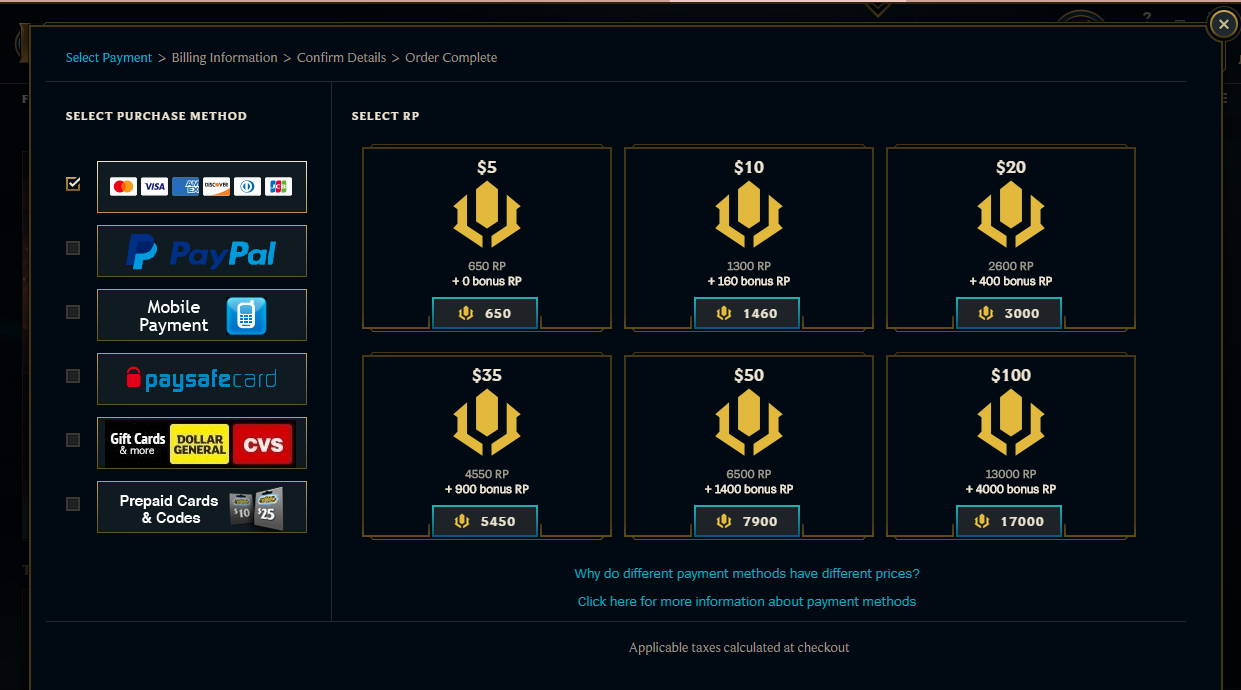 Select Payment > Billing Information > Confirm Details > Order Complete
SELECT PURCHASE METHOD
VISA
AM
EX
DISCOVER
JCB
PayPal
Mobile
Payment
paysafecard
Gift Cards
& more
DOLLAR
GENERAL
CVS
Prepaid Cards
& Codes
$10
$25
SELECT RP
$5
650 RP
+ 0 bonus RP
650
$10
1300 RP
+ 160 bonus RP
1460
$20
2600 RP
+ 400 bonus RP
3000
$35
4550 RP
+ 900 bonus RP
5450
$50
6500 RP
+ 1400 bonus RP
7900
$100
13000 RP
+ 4000 bonus RP
17000
Why do different payment methods have different prices?
Click here for more information about payment methods
Applicable taxes calculated at checkout